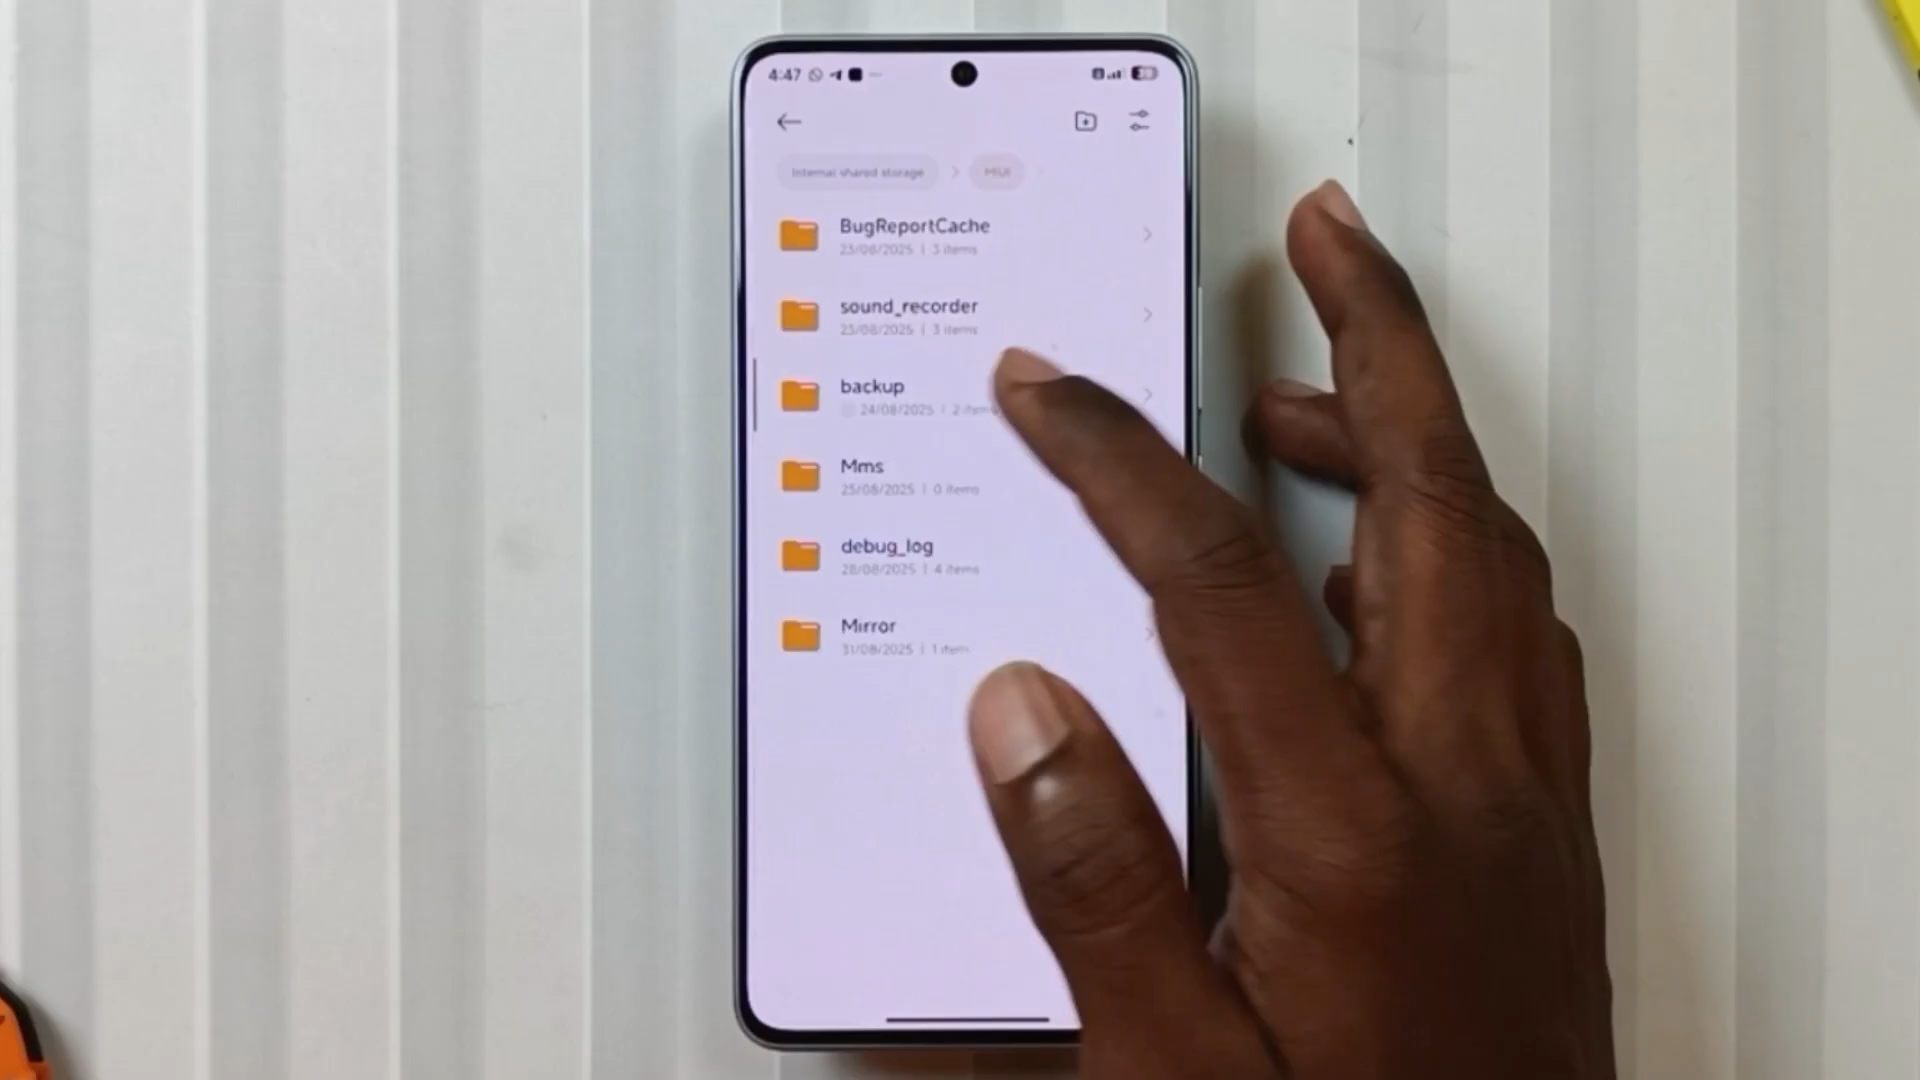 4:47
Internal shared storage > MIUI
BugReportCache
23/08/2025 | 3 items
sound_recorder
23/08/2025 | 3 items
backup
24/08/2025 | 2 items
Mms
25/08/2025 | 0 items
debug_log
28/08/2025 | 4 items
Mirror
31/08/2025 | 1 item